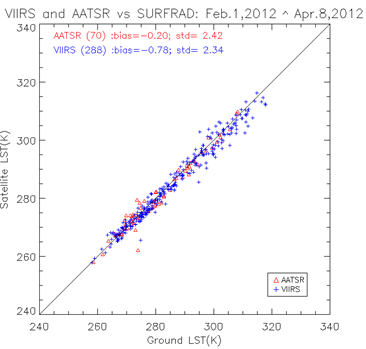 VIIRS and AATSR vs SURFRAD: Feb.1,2012 ^ Apr.8,2012
AATSR (70) :bias=-0.20; std= 2.42
VIIRS (288) :bias=-0.78; std= 2.34
340
320
300
280
260
240
Satellite LST(K)
AATSR
VIIRS
240 260 280 300 320 340
Ground LST(K)